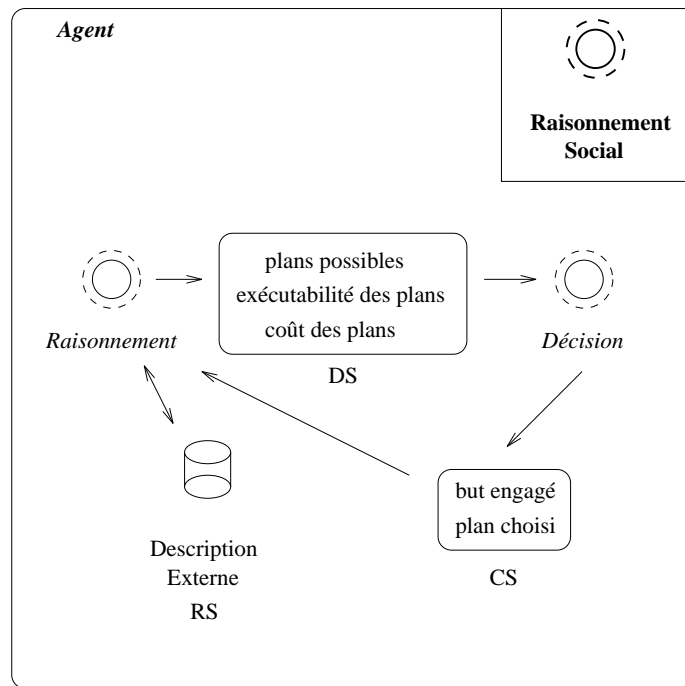 Agent
Raisonnement
Social
plans possibles
exécutabilité des plans
coût des plans
Raisonnement
Décision
DS
but engagé
plan choisi
Description
Externe
CS
RS